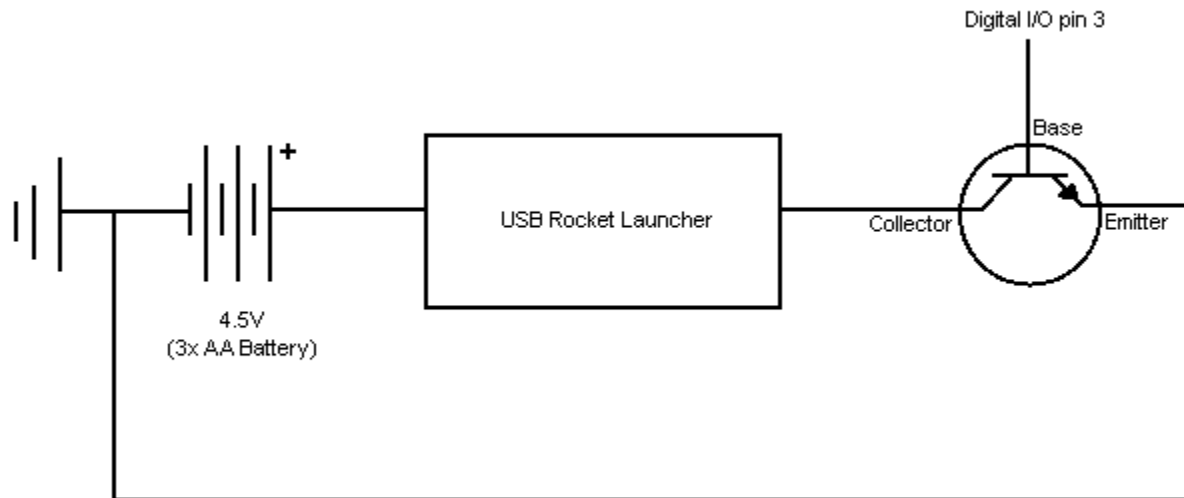 Digital I/O pin 3
Base
+
USB Rocket Launcher
Collector
Emitter
4.5V
(3x AA Battery)